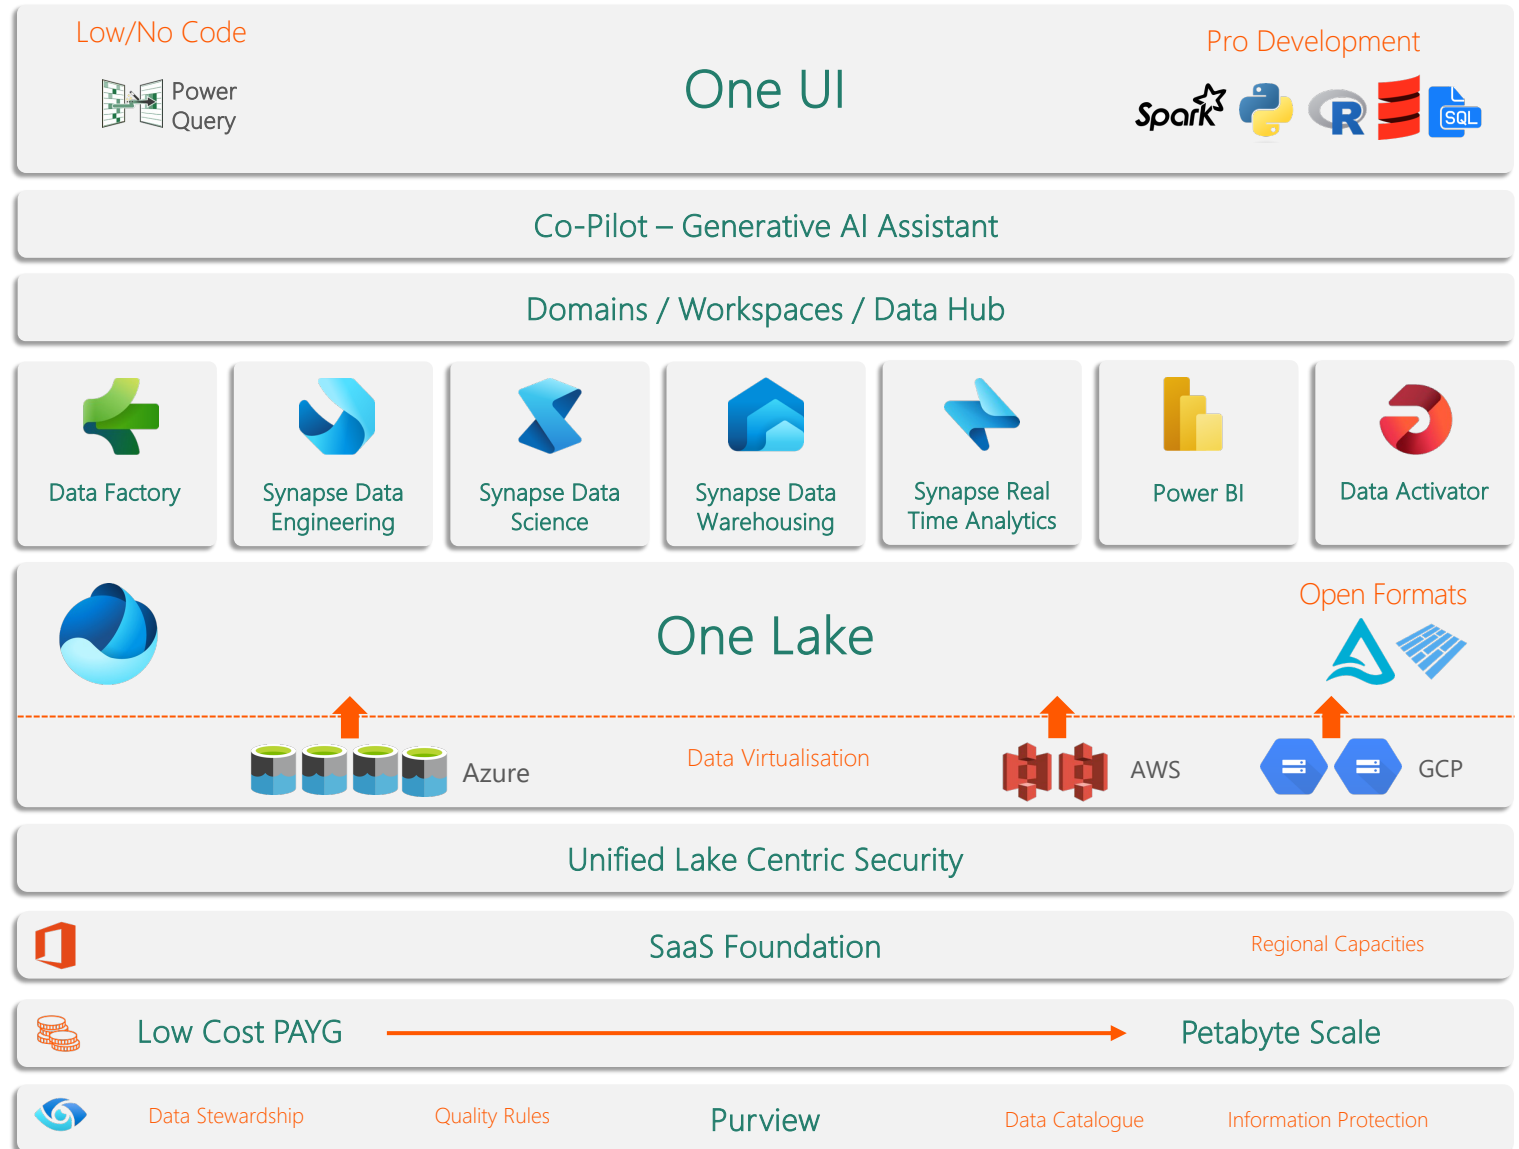 Low/No Code
Power
Query
One UI
Pro Development
Spark
R
SQL
Co-Pilot – Generative AI Assistant
Domains / Workspaces / Data Hub
Data Factory
Synapse Data
Engineering
Synapse Data
Science
Synapse Data
Warehousing
Synapse Real
Time Analytics
Power BI
Data Activator
One Lake
Open Formats
Azure
Data Virtualisation
AWS
GCP
Unified Lake Centric Security
SaaS Foundation
Regional Capacities
Low Cost PAYG
Petabyte Scale
Data Stewardship
Quality Rules
Purview
Data Catalogue
Information Protection